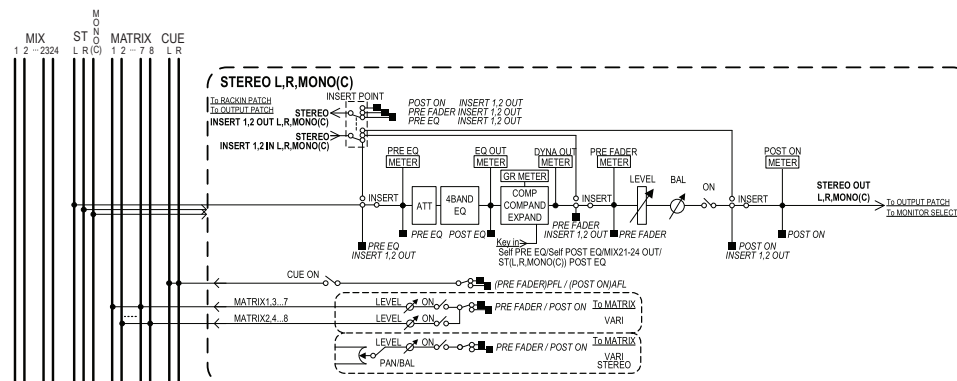 MIX
1 2 ··· 2324
ST
L R
MONO
(C)
MATRIX
1 2 ··· 7 8
CUE
L R
STEREO L,R,MONO(C)
INSERT POINT
To RACKIN PATCH
To OUTPUT PATCH
STEREO
INSERT 1,2 OUT L,R,MONO(C)
STEREO
INSERT 1,2 IN L,R,MONO(C)
POST ON INSERT 1,2 OUT
PRE FADER INSERT 1,2 OUT
PRE EQ INSERT 1,2 OUT
PRE EQ
METER
EQ OUT
METER
DYNA OUT
METER
PRE FADER
METER
POST ON
METER
GR METER
INSERT
ATT
4BAND
EQ
COMP
COMPAND
EXPAND
INSERT
LEVEL
BAL
ON
INSERT
STEREO OUT
L,R,MONO(C)
To OUTPUT PATCH
To MONITOR SELECT
PRE EQ
INSERT 1,2 OUT
PRE EQ
POST EQ
PRE FADER
INSERT 1,2 OUT
PRE FADER
POST ON
INSERT 1,2 OUT
POST ON
Key in
Self PRE EQ/Self POST EQ/MIX21-24 OUT/
ST(L,R,MONO(C)) POST EQ
CUE ON
(PRE FADER)PFL / (POST ON)AFL
MATRIX1,3...7
LEVEL
ON
PRE FADER / POST ON
To MATRIX
MATRIX2,4...8
LEVEL
ON
VARI
LEVEL
ON
PRE FADER / POST ON
To MATRIX
PAN/BAL
VARI
STEREO